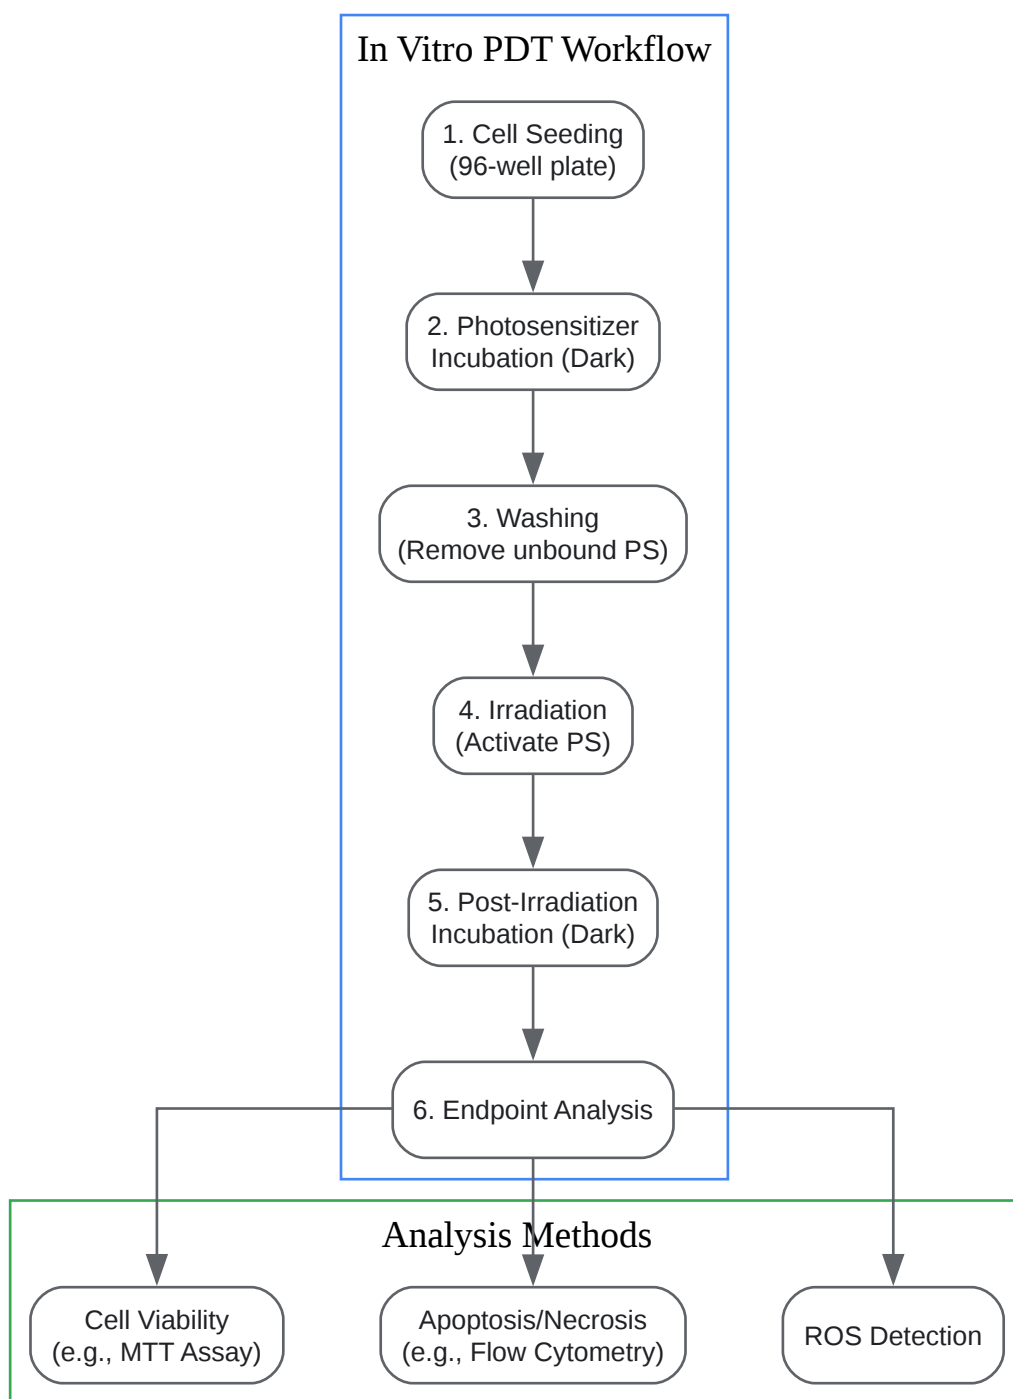 In Vitro PDT Workflow
1. Cell Seeding
(96-well plate)
2. Photosensitizer
Incubation (Dark)
3. Washing
(Remove unbound PS)
4. Irradiation
(Activate PS)
5. Post-Irradiation
Incubation (Dark)
6. Endpoint Analysis
Analysis Methods
Cell Viability
(e.g., MTT Assay)
Apoptosis/Necrosis
(e.g., Flow Cytometry)
ROS Detection